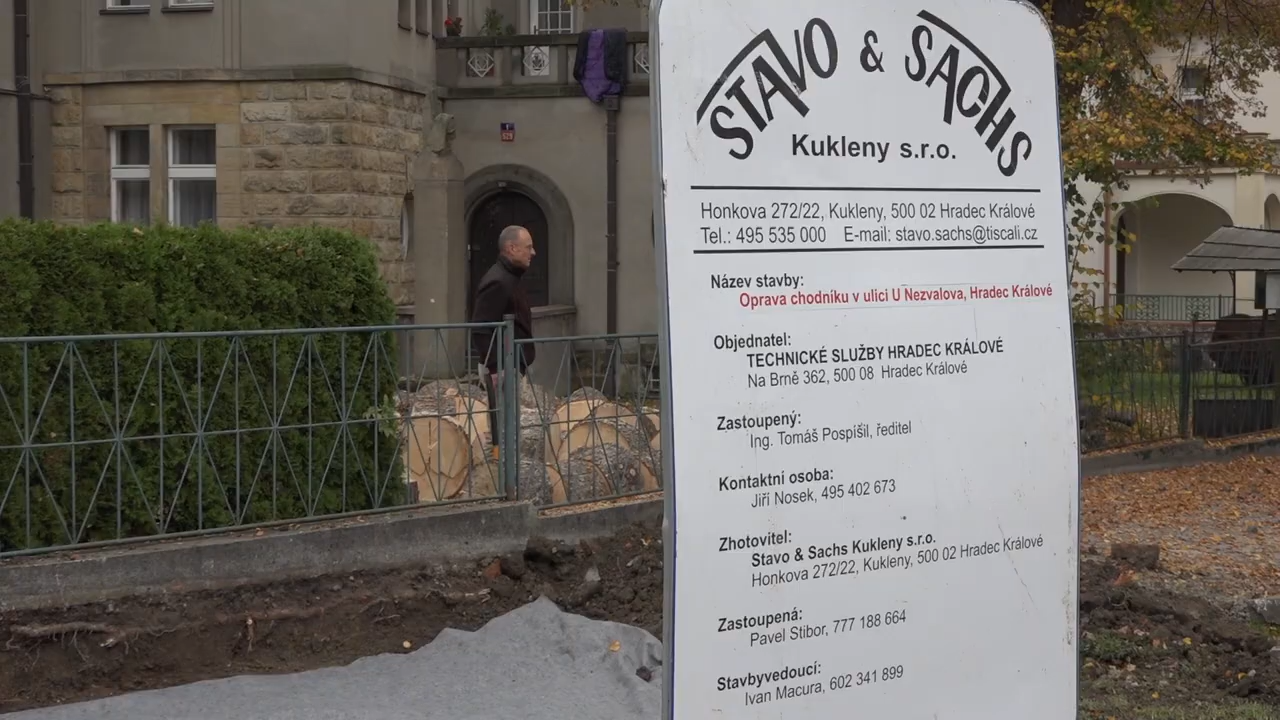 STAVO & SACHS
Kukleny s.r.o.
Honkova 272/22, Kukleny, 500 02 Hradec Králové
Tel.: 495 535 000 E-mail: stavo.sachs@tiscali.cz
Název stavby:
Oprava chodníku v ulici U Nezvalova, Hradec Králové
Objednatel:
TECHNICKÉ SLUŽBY HRADEC KRÁLOVÉ
Na Brně 362, 500 08 Hradec Králové
Zastoupený:
Ing. Tomáš Pospíšil, ředitel
Kontaktní osoba:
Jiří Nosek, 495 402 673
Zhotovitel:
Stavo & Sachs Kukleny s.r.o.
Honkova 272/22, Kukleny, 500 02 Hradec Králové
Zastoupená:
Pavel Stibor, 777 188 664
Stavbyvedoucí:
Ivan Macura, 602 341 899